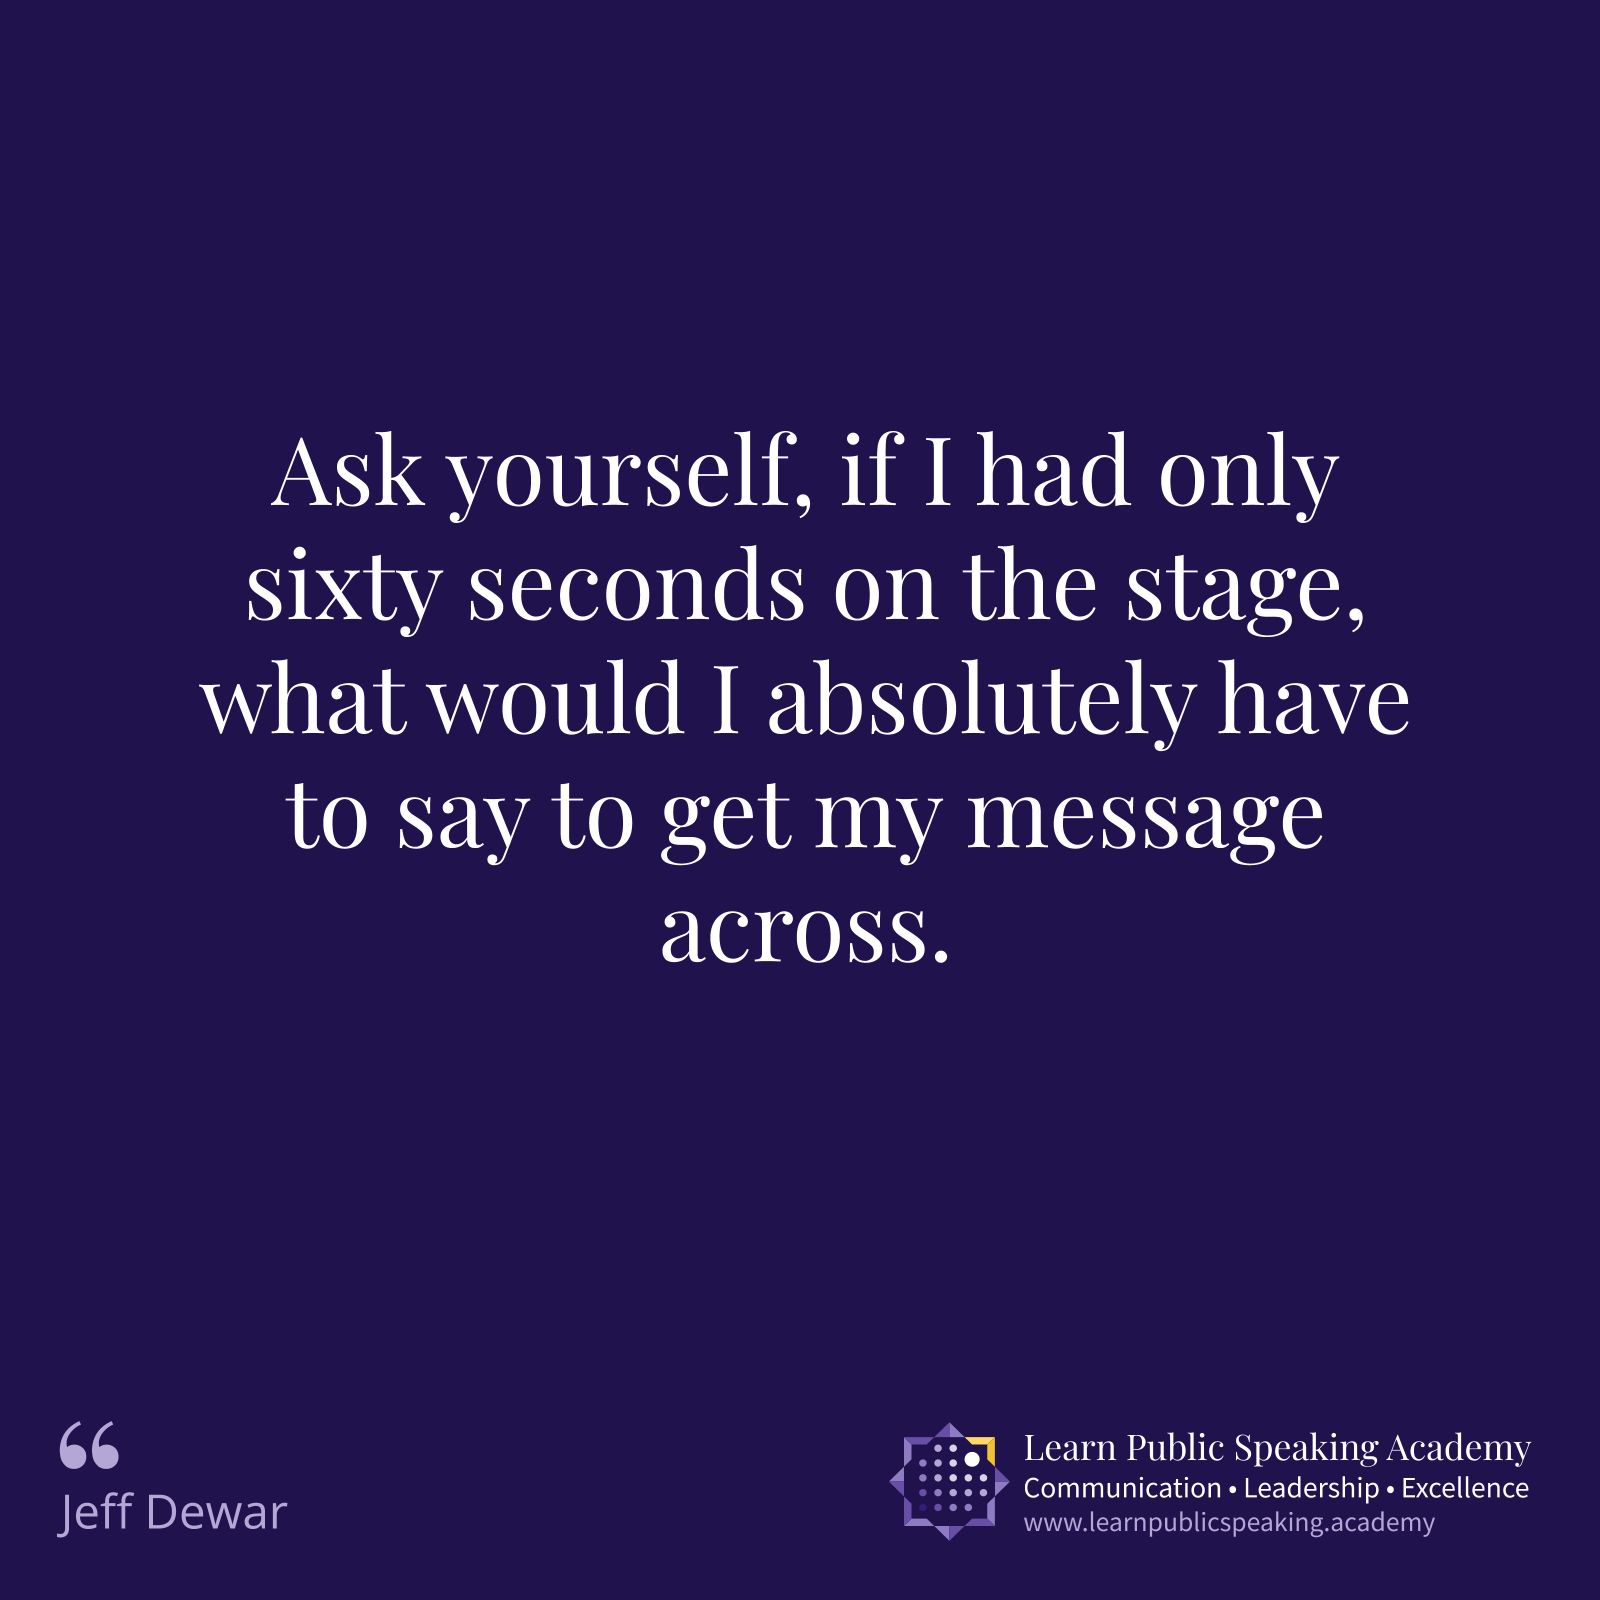 Ask yourself, if I had only
sixty seconds on the stage,
what would I absolutely have
to say to get my message
across.
“
Jeff Dewar
Learn Public Speaking Academy
Communication • Leadership • Excellence
www.learnpublicspeaking.academy